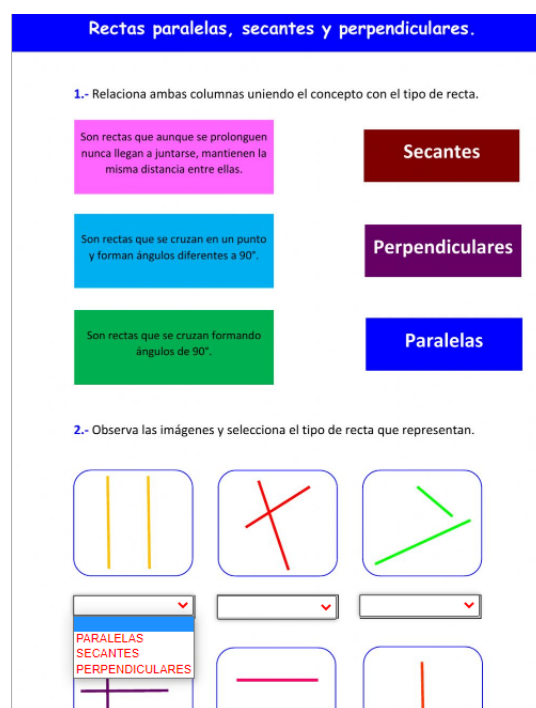 Rectas paralelas, secantes y perpendiculares.
1.- Relaciona ambas columnas uniendo el concepto con el tipo de recta.
Son rectas que aunque se prolonguen
nunca llegan a juntarse, mantienen la
misma distancia entre ellas.
Secantes
Son rectas que se cruzan en un punto
y forman ángulos diferentes a 90°.
Perpendiculares
Son rectas que se cruzan formando
ángulos de 90°.
Paralelas
2.- Observa las imágenes y selecciona el tipo de recta que representan.
PARALELAS
SECANTES
PERPENDICULARES